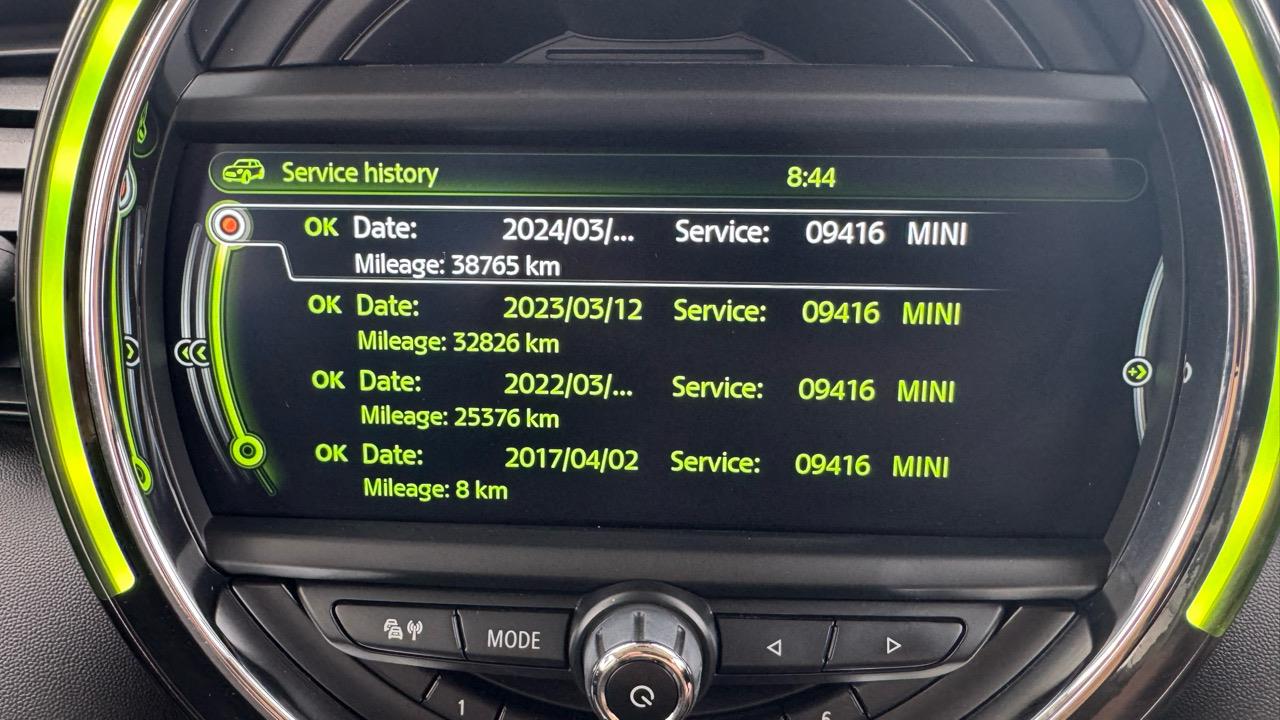 Service history 8:44
OK Date: 2024/03/... Service: 09416 MINI
Mileage: 38765 km
OK Date: 2023/03/12 Service: 09416 MINI
Mileage: 32826 km
OK Date: 2022/03/... Service: 09416 MINI
Mileage: 25376 km
OK Date: 2017/04/02 Service: 09416 MINI
Mileage: 8 km
MODE
1 6